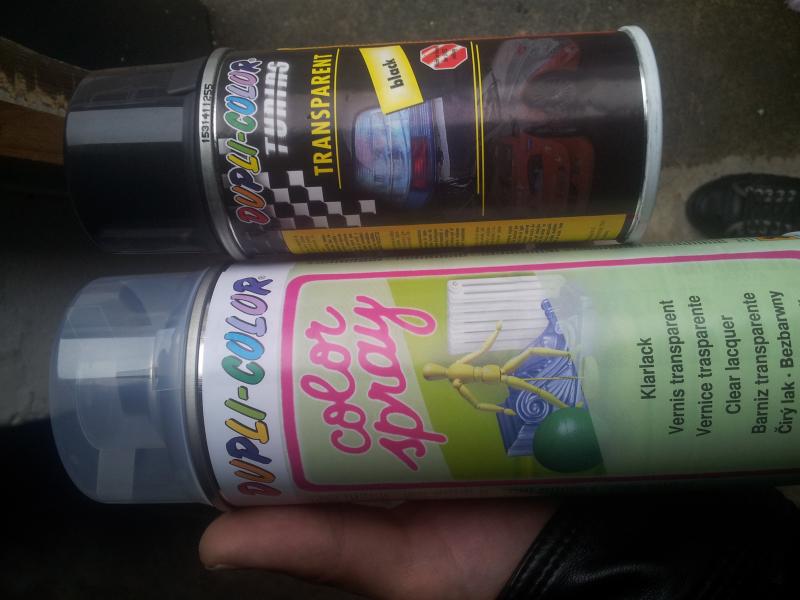 DUPLI-COLOR
TUNING
TRANSPARENT
black
1531411255
DUPLI-COLOR®
color
spray
Klarlack
Vernis transparent
Vernice trasparente
Clear lacquer
Barniz transparente
Čirý lak · Bezbarwny